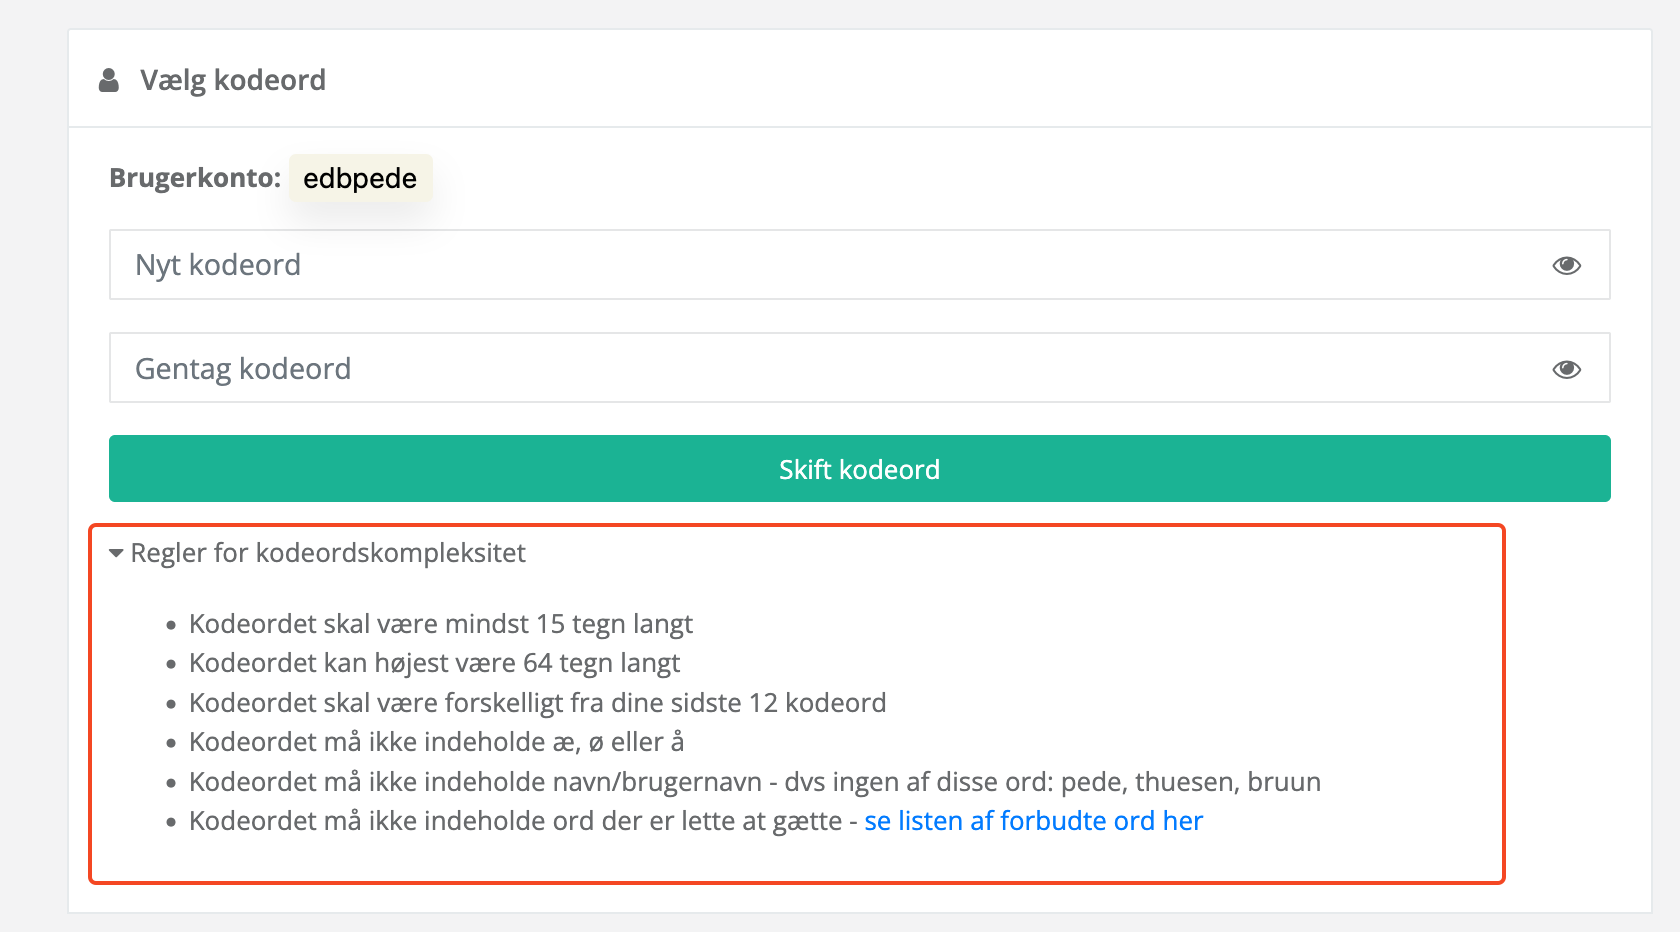 Vælg kodeord
Brugerkonto: edbpede
Nyt kodeord
Gentag kodeord
Skift kodeord
Regler for kodeordskompleksitet
Kodeordet skal være mindst 15 tegn langt
Kodeordet kan højest være 64 tegn langt
Kodeordet skal være forskelligt fra dine sidste 12 kodeord
Kodeordet må ikke indeholde æ, ø eller å
Kodeordet må ikke indeholde navn/brugernavn - dvs ingen af disse ord: pede, thuesen, bruun
Kodeordet må ikke indeholde ord der er lette at gætte - se listen af forbudte ord her